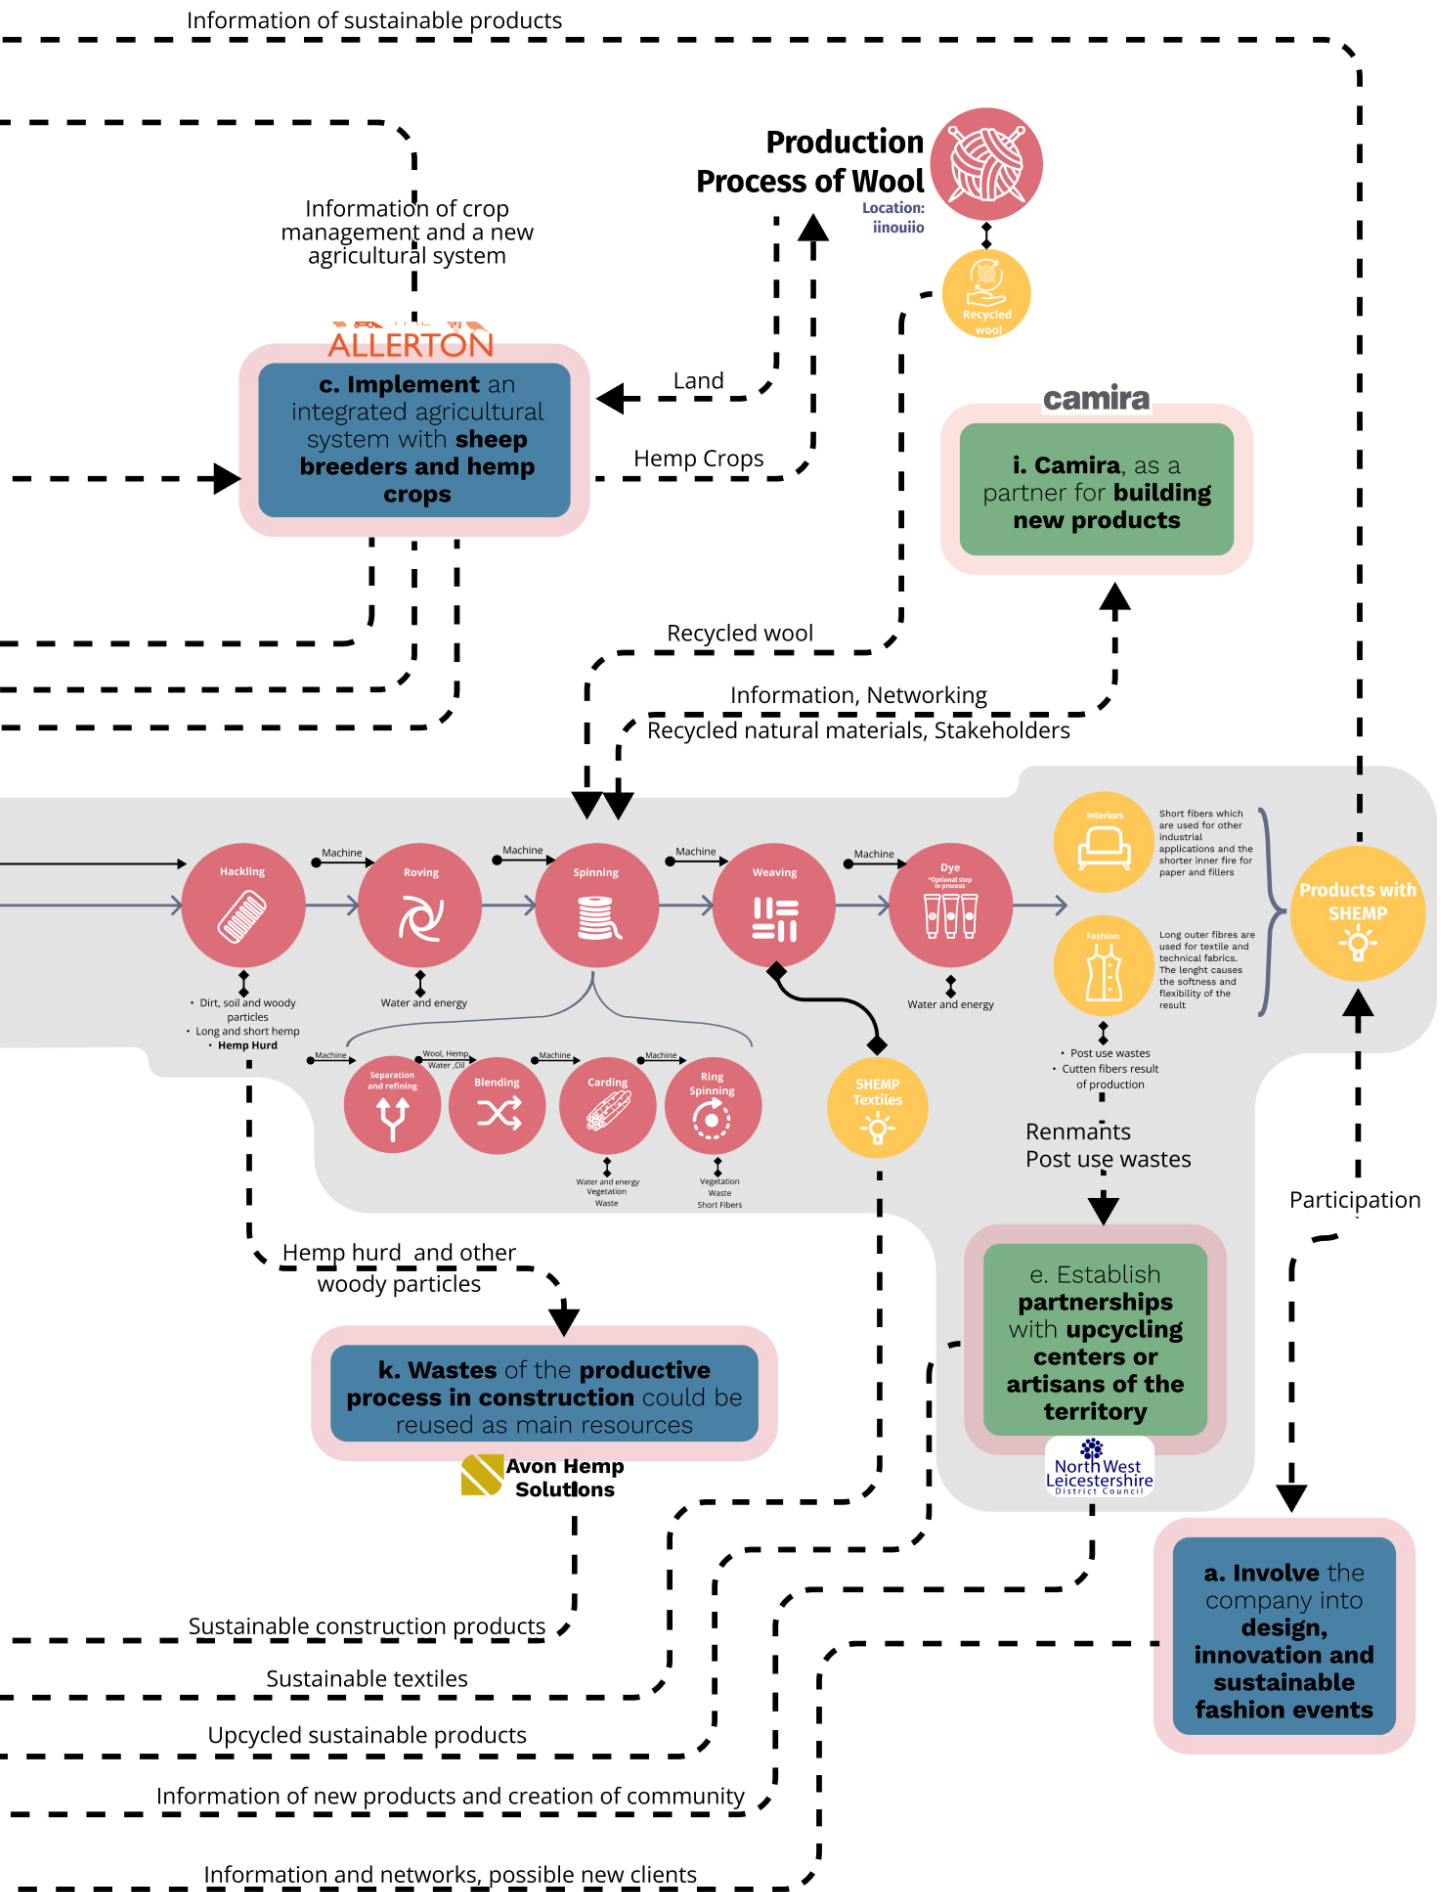 Information of sustainable products
Production
Process of Wool
Location:
iinouiio
Information of crop
management and a new
agricultural system
Recycled
wool
ALLERTON
c. Implement an
integrated agricultural
system with sheep
breeders and hemp
crops
Land
Hemp Crops
camira
i. Camira, as a
partner for building
new products
Recycled wool
Information, Networking
Recycled natural materials, Stakeholders
Hackling
Machine
Roving
Machine
Spinning
Machine
Weaving
Machine
Dye
*Optional step
in process
Interiors
Short fibers which
are used for other
industrial
applications and the
shorter inner fire for
paper and fillers
Products with
SHEMP
Fashion
Long outer fibres are
used for textile and
technical fabrics.
The lenght causes
the softness and
flexibility of the
result
• Dirt, soil and woody
particles
• Long and short hemp
• Hemp Hurd
Water and energy
Water and energy
Machine
Separation
and refining
Wool, Hemp
Water ,Oil
Blending
Machine
Carding
Machine
Ring
Spinning
SHEMP
Textiles
• Post use wastes
• Cutten fibers result
of production
Water and energy
Vegetation
Waste
Vegetation
Waste
Short Fibers
Renmants
Post use wastes
Participation
Hemp hurd and other
woody particles
e. Establish
partnerships
with upcycling
centers or
artisans of the
territory
k. Wastes of the productive
process in construction could be
reused as main resources
Avon Hemp
Solutions
North West
Leicestershire
District Council
a. Involve the
company into
design,
innovation and
sustainable
fashion events
Sustainable construction products
Sustainable textiles
Upcycled sustainable products
Information of new products and creation of community
Information and networks, possible new clients